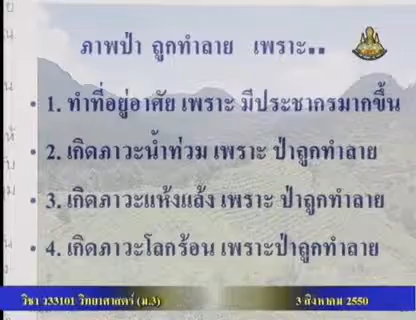 ภาพป่า ถูกทำลาย เพราะ..
• 1. ทำที่อยู่อาศัย เพราะ มีประชากรมากขึ้น
• 2. เกิดภาวะน้ำท่วม เพราะ ป่าถูกทำลาย
• 3. เกิดภาวะแห้งแล้ง เพราะ ป่าถูกทำลาย
• 4. เกิดภาวะโลกร้อน เพราะป่าถูกทำลาย
วิชา ว33101 วิทยาศาสตร์ (ม.3) 3 สิงหาคม 2550